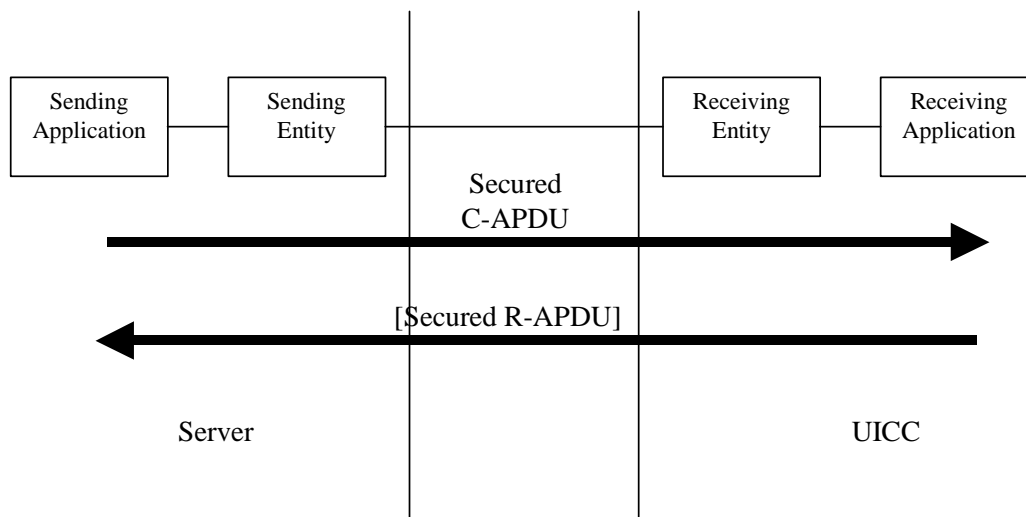 Sending
Application
Sending
Entity
Receiving
Entity
Receiving
Application
Secured
C-APDU
[Secured R-APDU]
Server
UICC